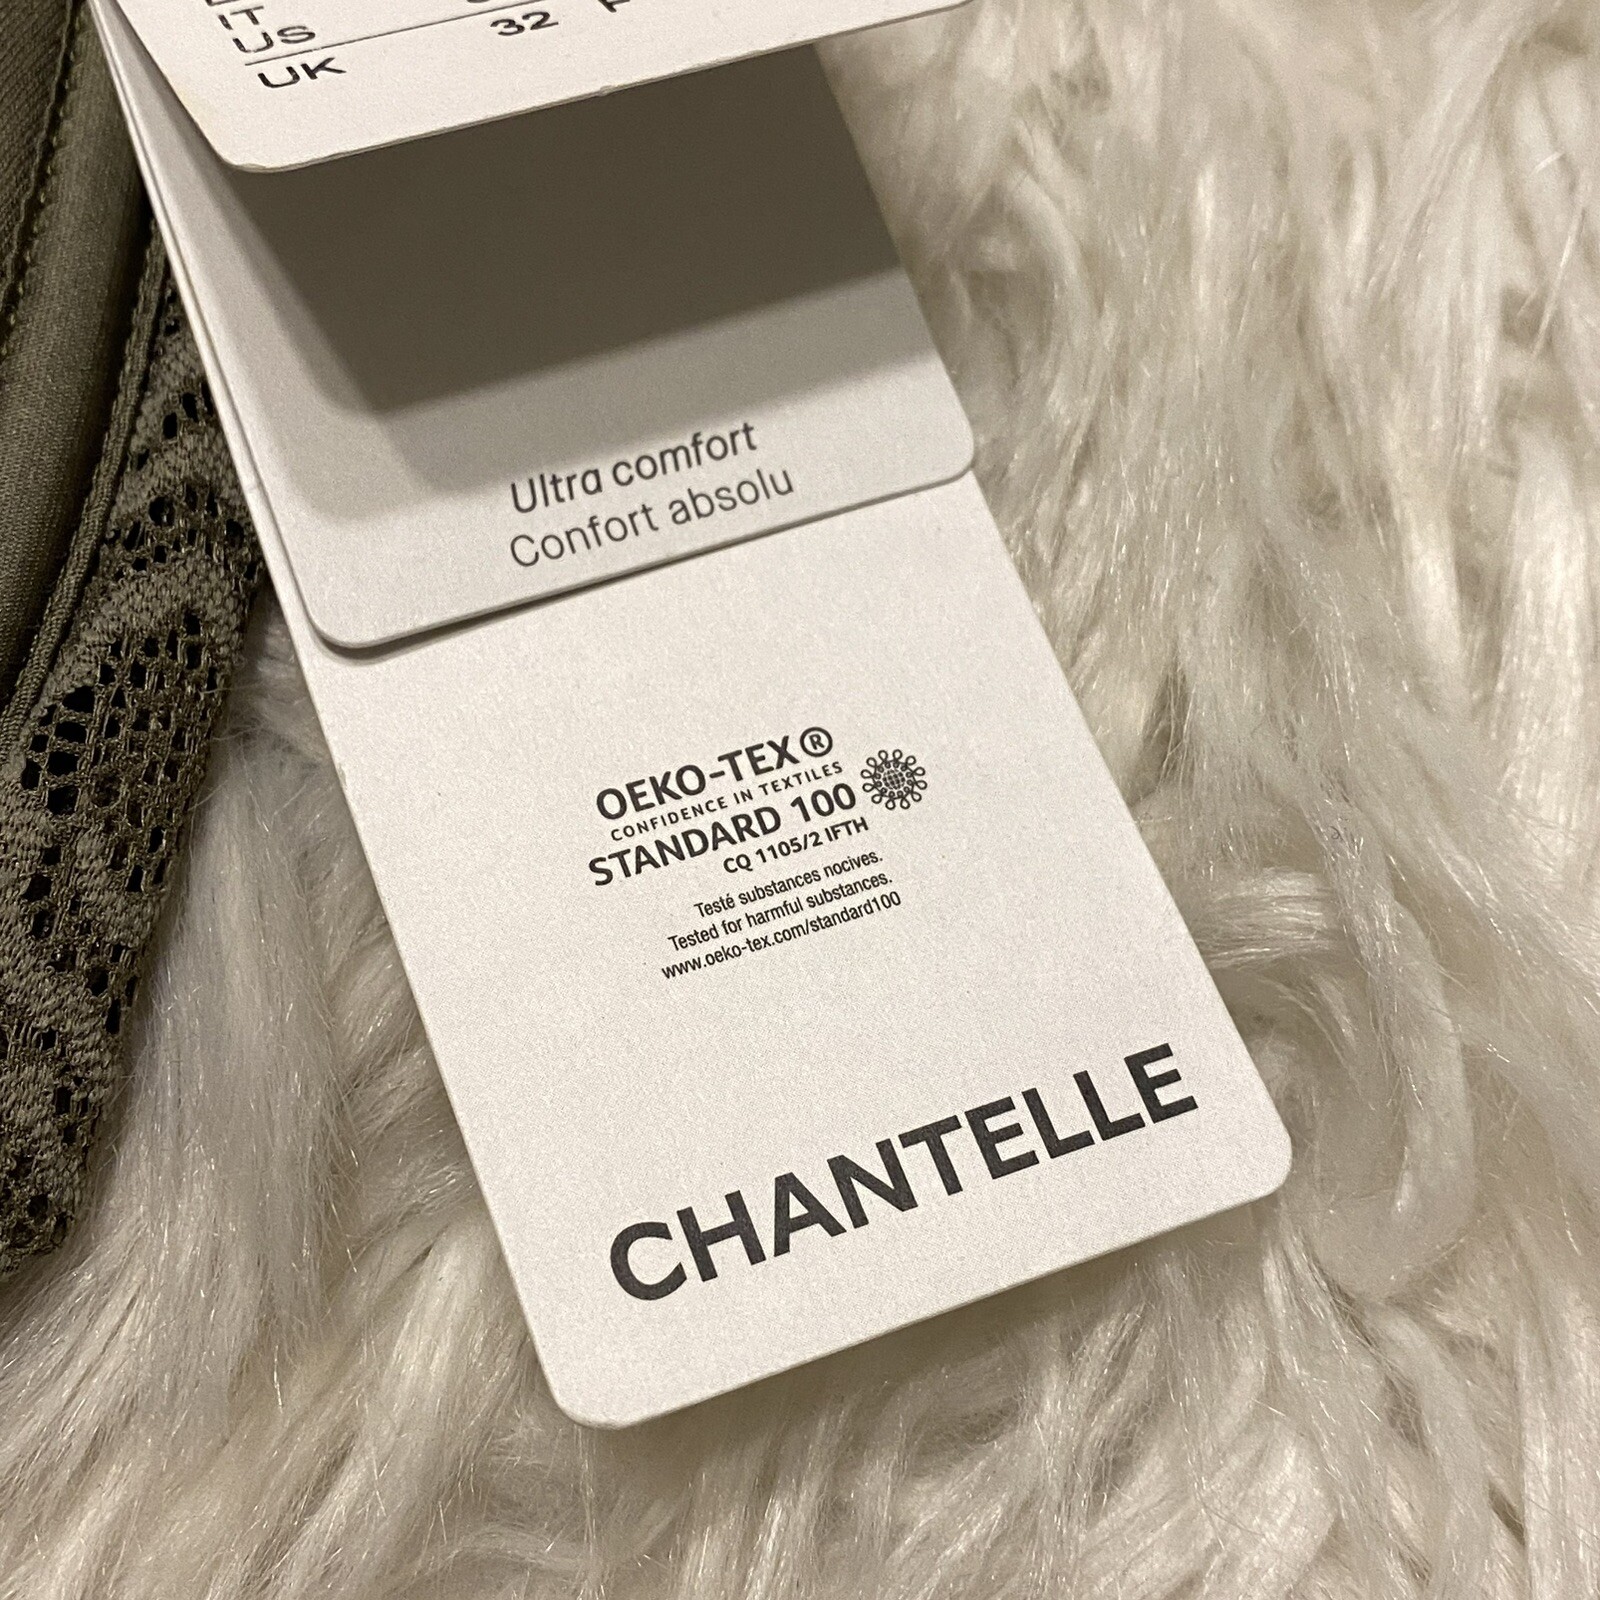 US
UK 32
Ultra comfort
Confort absolu
OEKO-TEX®
CONFIDENCE IN TEXTILES
STANDARD 100
CQ 1105/2 IFTH
Testé substances nocives.
Tested for harmful substances.
www.oeko-tex.com/standard100
CHANTELLE